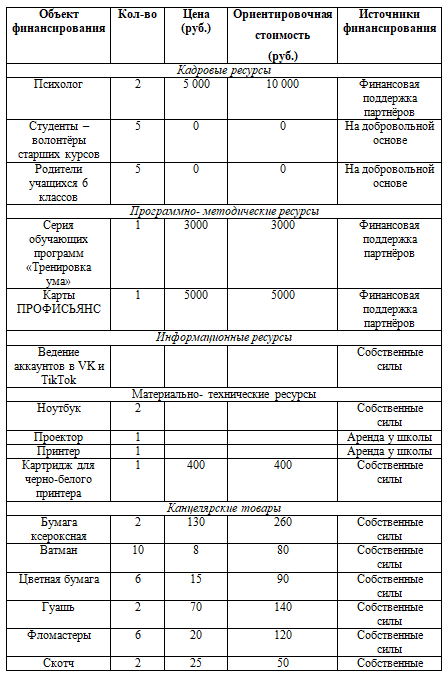 Объект финансирования Кол-во Цена (руб.) Ориентировочная стоимость (руб.) Источники финансирования
Кадровые ресурсы
Психолог 2 5 000 10 000 Финансовая поддержка партнёров
Студенты – волонтёры старших курсов 5 0 0 На добровольной основе
Родители учащихся 6 классов 5 0 0 На добровольной основе
Программно- методические ресурсы
Серия обучающих программ «Тренировка ума» 1 3000 3000 Финансовая поддержка партнёров
Карты ПРОФИСЬЯНС 1 5000 5000 Финансовая поддержка партнёров
Информационные ресурсы
Ведение аккаунтов в VK и TikTok Собственные силы
Материально- технические ресурсы
Ноутбук 2 Собственные силы
Проектор 1 Аренда у школы
Принтер 1 Аренда у школы
Картридж для черно-белого принтера 1 400 400 Собственные силы
Канцелярские товары
Бумага ксероксная 2 130 260 Собственные силы
Ватман 10 8 80 Собственные силы
Цветная бумага 6 15 90 Собственные силы
Гуашь 2 70 140 Собственные силы
Фломастеры 6 20 120 Собственные силы
Скотч 2 25 50 Собственные